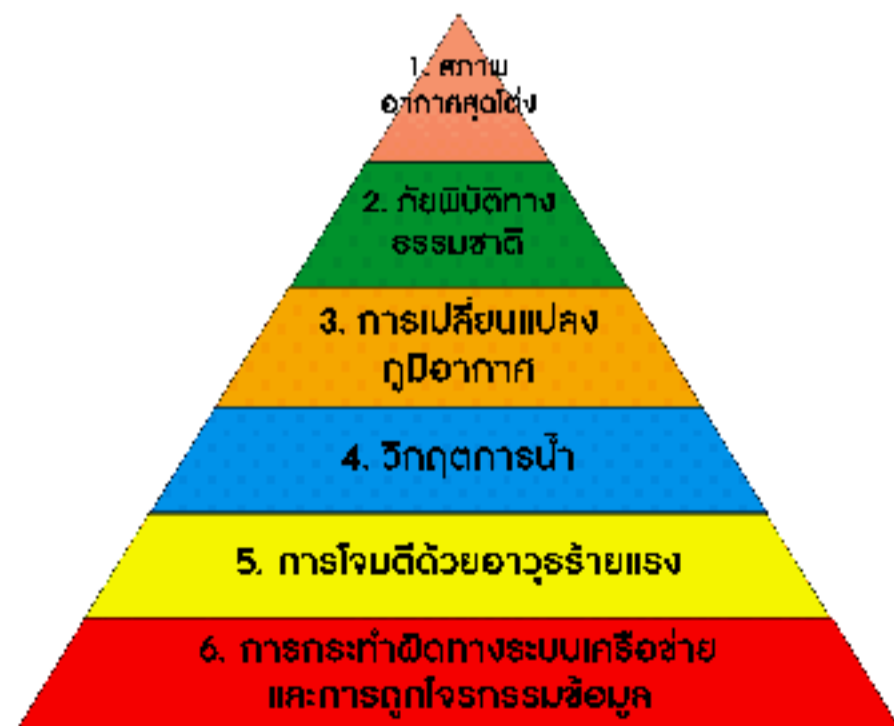 1. สภาพ
อากาศสุดโต่ง
2. ภัยพิบัติทาง
ธรรมชาติ
3. การเปลี่ยนแปลง
ภูมิอากาศ
4. วิกฤตการน้ำ
5. การโจมตีด้วยอาวุธร้ายแรง
6. การกระทำผิดทางระบบเครือข่าย
และการถูกโจรกรรมข้อมูล